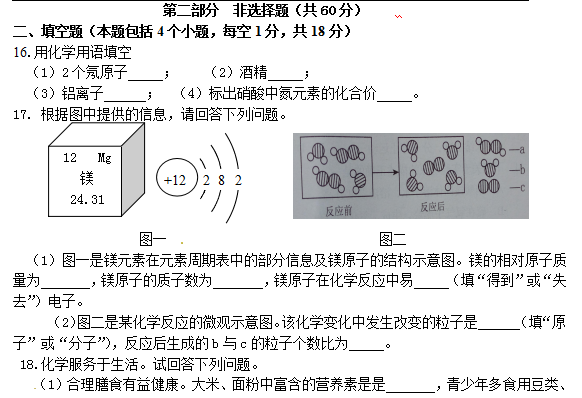 第二部分 非选择题（共60分）
二、填空题（本题包括4个小题，每空1分，共18分）
16.用化学用语填空
（1）2个氖原子_____； （2）酒精_____；
（3）铝离子_____； （4）标出硝酸中氮元素的化合价_____。
17. 根据图中提供的信息，请回答下列问题。
12 Mg
镁
24.31
+12 2 8 2
反应前
反应后
a
b
c
图一
图二
（1）图一是镁元素在元素周期表中的部分信息及镁原子的结构示意图。镁的相对原子质
量为_____，镁原子的质子数为_____，镁原子在化学反应中易_____（填“得到”或“失
去”）电子。
（2）图二是某化学反应的微观示意图。该化学变化中发生改变的粒子是_____（填“原
子”或“分子”），反应后生成的b与c的粒子个数比为_____。
18.化学服务于生活。试回答下列问题。
（1）合理膳食有益健康。大米、面粉中富含的营养素是是_____，青少年多食用豆类、